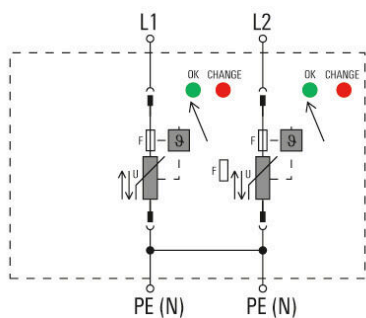 L1 L2
OK CHANGE OK CHANGE
F ϑ F ϑ
U F U
PE (N) PE (N)